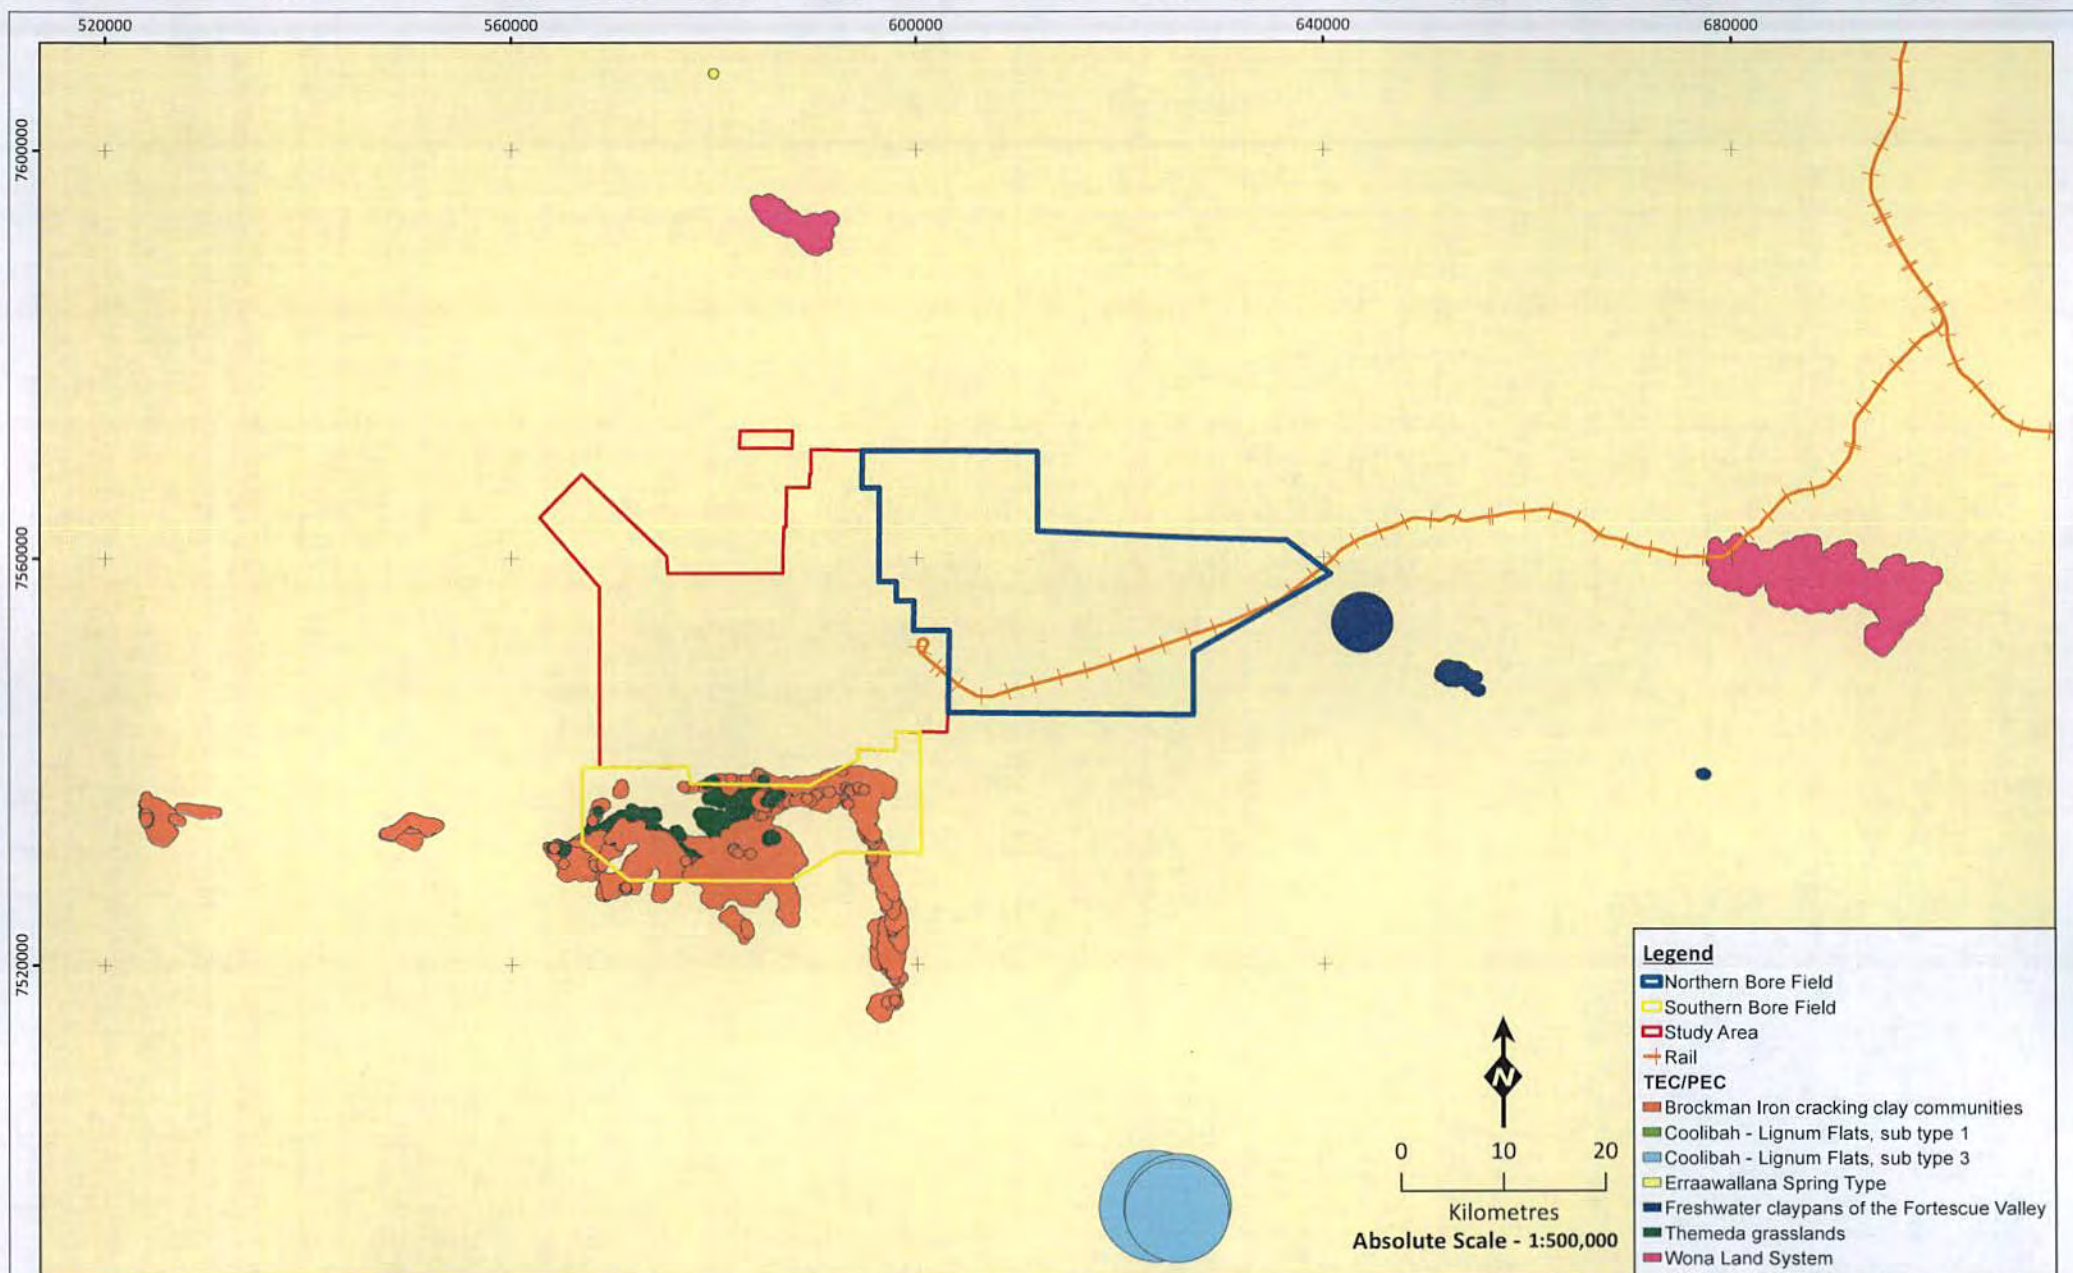 520000 560000 600000 640000 680000
7600000
7560000
7520000
N
0 10 20
Kilometres
Absolute Scale - 1:500,000
Legend
Northern Bore Field
Southern Bore Field
Study Area
Rail
TEC/PEC
Brockman Iron cracking clay communities
Coolibah - Lignum Flats, sub type 1
Coolibah - Lignum Flats, sub type 3
Erraawallana Spring Type
Freshwater claypans of the Fortescue Valley
Themeda grasslands
Wona Land System